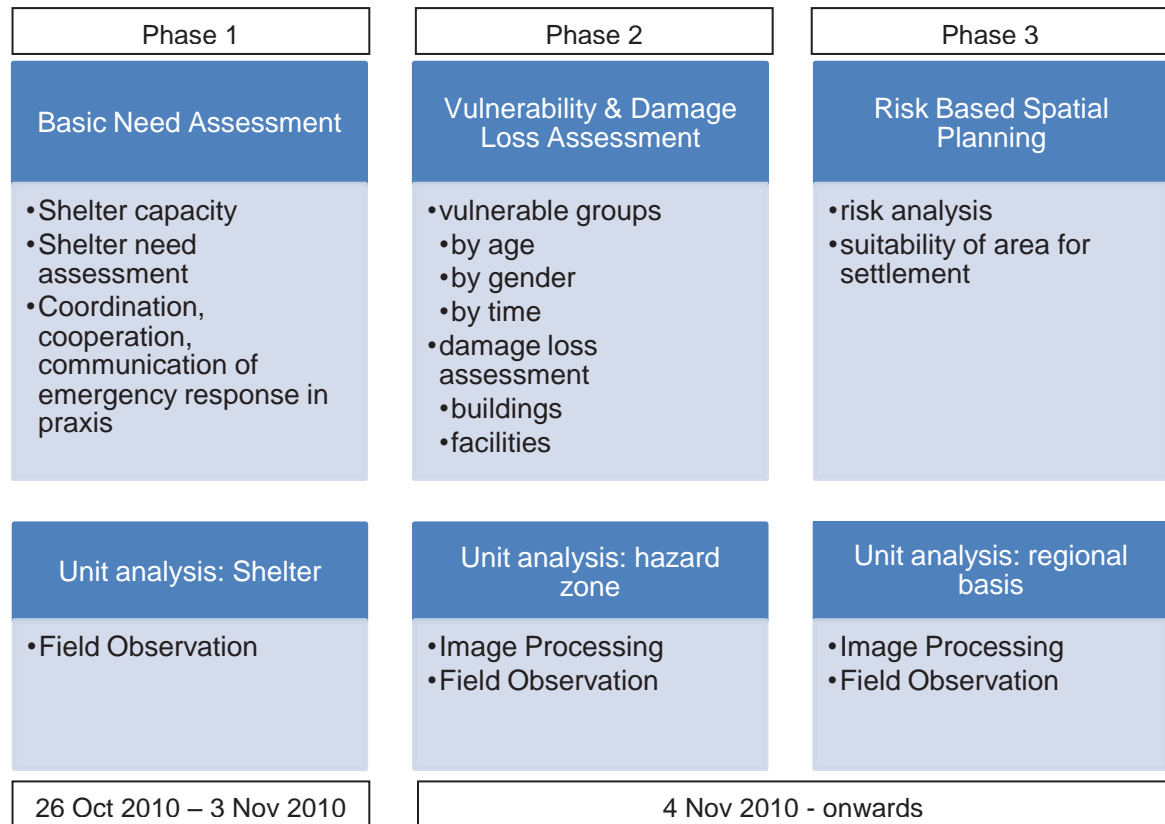 Phase 1
Phase 2
Phase 3
Basic Need Assessment
•Shelter capacity
•Shelter need
assessment
•Coordination,
cooperation,
communication of
emergency response in
praxis
Vulnerability & Damage
Loss Assessment
•vulnerable groups
•by age
•by gender
•by time
•damage loss
assessment
•buildings
•facilities
Risk Based Spatial
Planning
•risk analysis
•suitability of area for
settlement
Unit analysis: Shelter
•Field Observation
Unit analysis: hazard
zone
•Image Processing
•Field Observation
Unit analysis: regional
basis
•Image Processing
•Field Observation
26 Oct 2010 – 3 Nov 2010
4 Nov 2010 - onwards